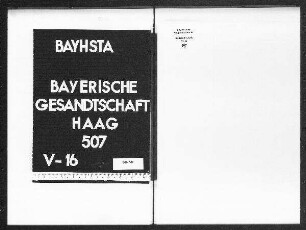 BAYHSTA
BAYERISCHE
GESANDTSCHAFT
HAAG
507
V-16